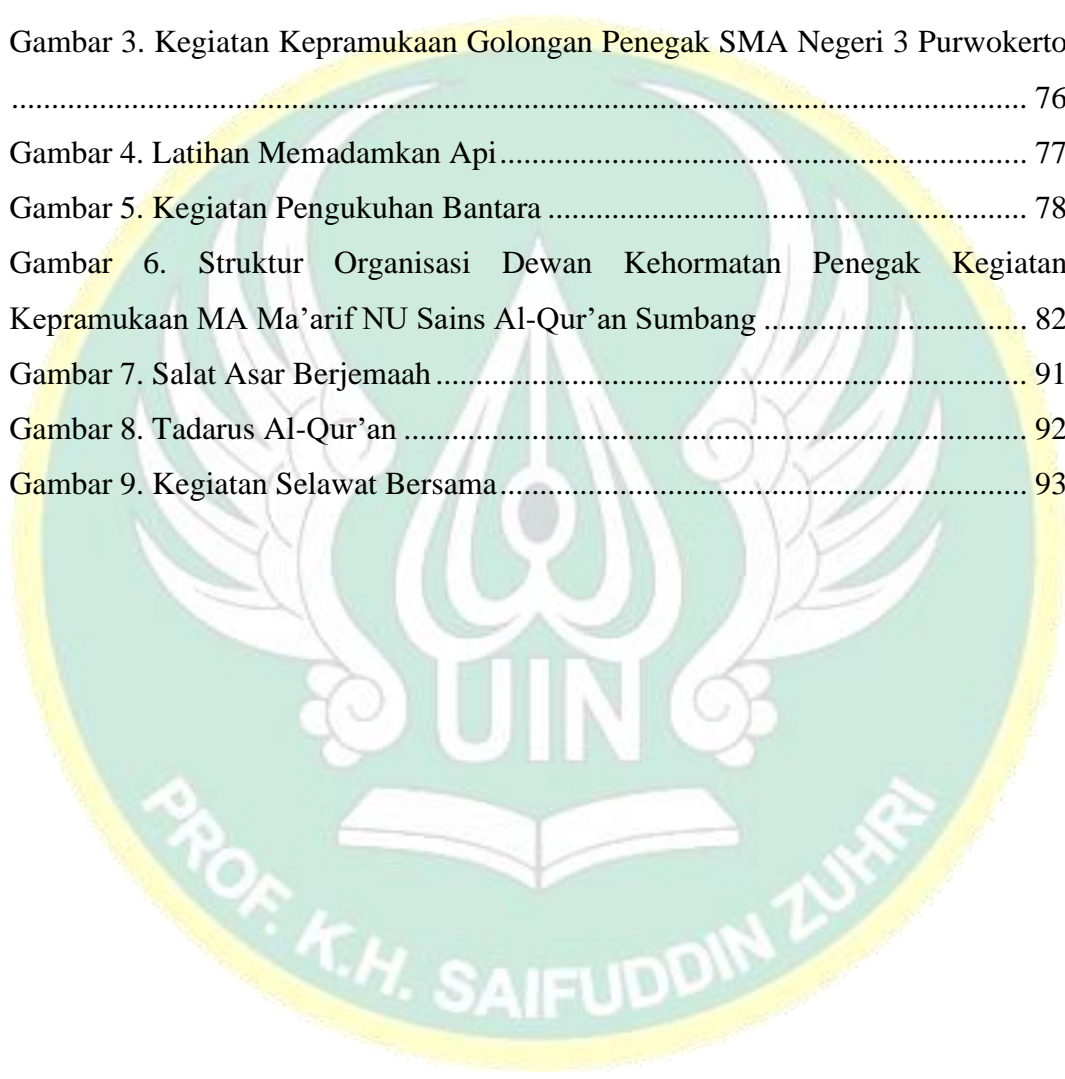 Gambar 3. Kegiatan Kepramukaan Golongan Penegak SMA Negeri 3 Purwokerto
............................................................................................................................. 76
Gambar 4. Latihan Memadamkan Api................................................................. 77
Gambar 5. Kegiatan Pengukuhan Bantara ........................................................... 78
Gambar 6. Struktur Organisasi Dewan Kehormatan Penegak Kegiatan
Kepramukaan MA Ma’arif NU Sains Al-Qur’an Sumbang ................................ 82
Gambar 7. Salat Asar Berjemaah......................................................................... 91
Gambar 8. Tadarus Al-Qur’an ............................................................................. 92
Gambar 9. Kegiatan Selawat Bersama................................................................. 93
UIN
PROF. K.H. SAIFUDDIN ZUHRI